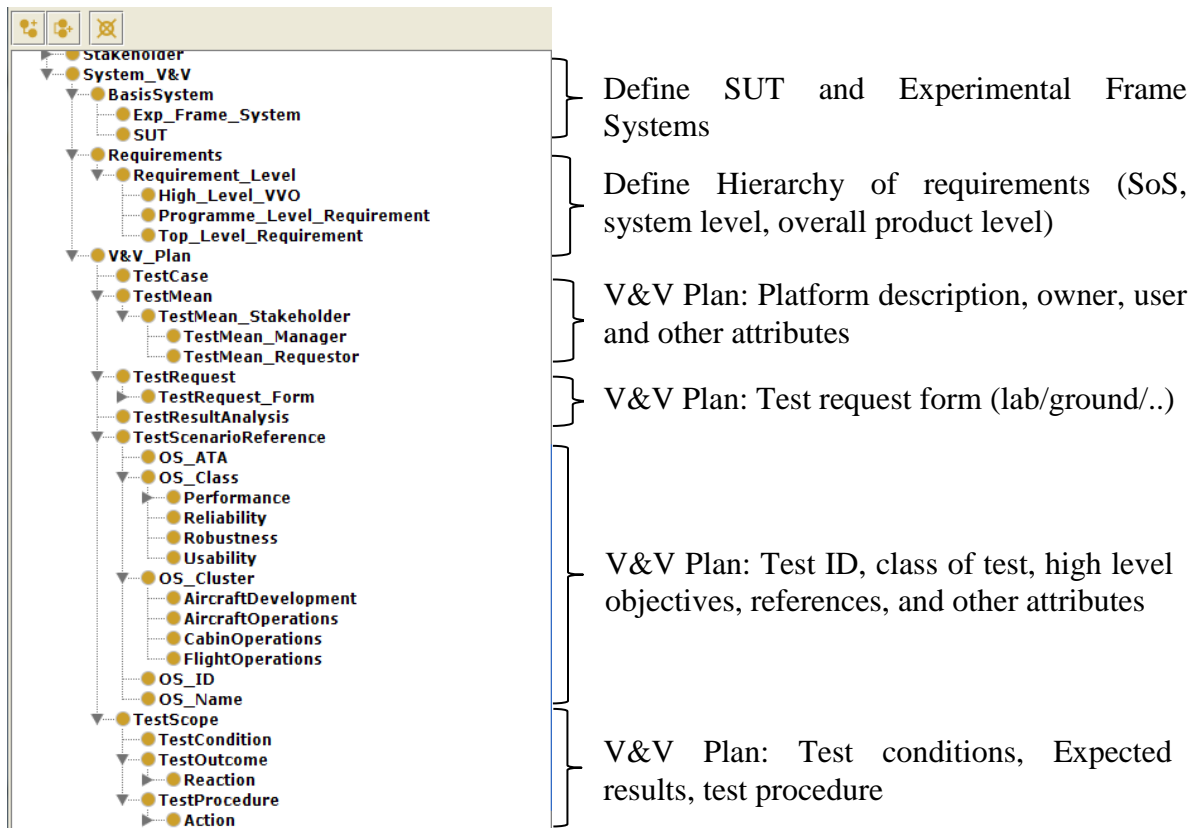 Stakeholder
System_V&V
BasisSystem
Exp_Frame_System
SUT
Requirements
Requirement_Level
High_Level_VVO
Programme_Level_Requirement
Top_Level_Requirement
V&V_Plan
TestCase
TestMean
TestMean_Stakeholder
TestMean_Manager
TestMean_Requestor
TestRequest
TestRequest_Form
TestResultAnalysis
TestScenarioReference
OS_ATA
OS_Class
Performance
Reliability
Robustness
Usability
OS_Cluster
AircraftDevelopment
AircraftOperations
CabinOperations
FlightOperations
OS_ID
OS_Name
TestScope
TestCondition
TestOutcome
Reaction
TestProcedure
Action
Define SUT and Experimental Frame
Systems
Define Hierarchy of requirements (SoS,
system level, overall product level)
V&V Plan: Platform description, owner, user
and other attributes
V&V Plan: Test request form (lab/ground/..)
V&V Plan: Test ID, class of test, high level
objectives, references, and other attributes
V&V Plan: Test conditions, Expected
results, test procedure